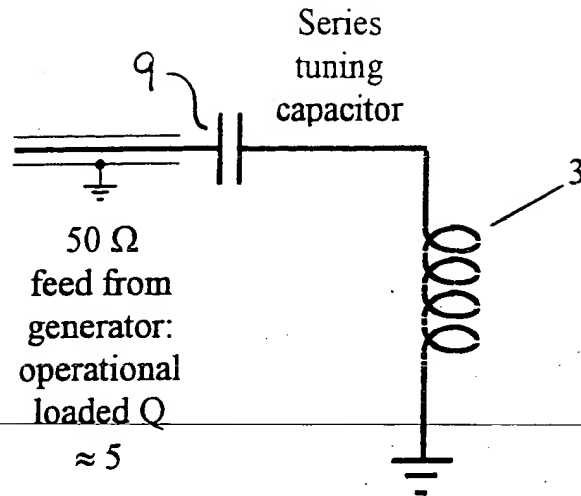 Series
tuning
capacitor
9
3
50 Ω
feed from
generator:
operational
loaded Q
≈ 5